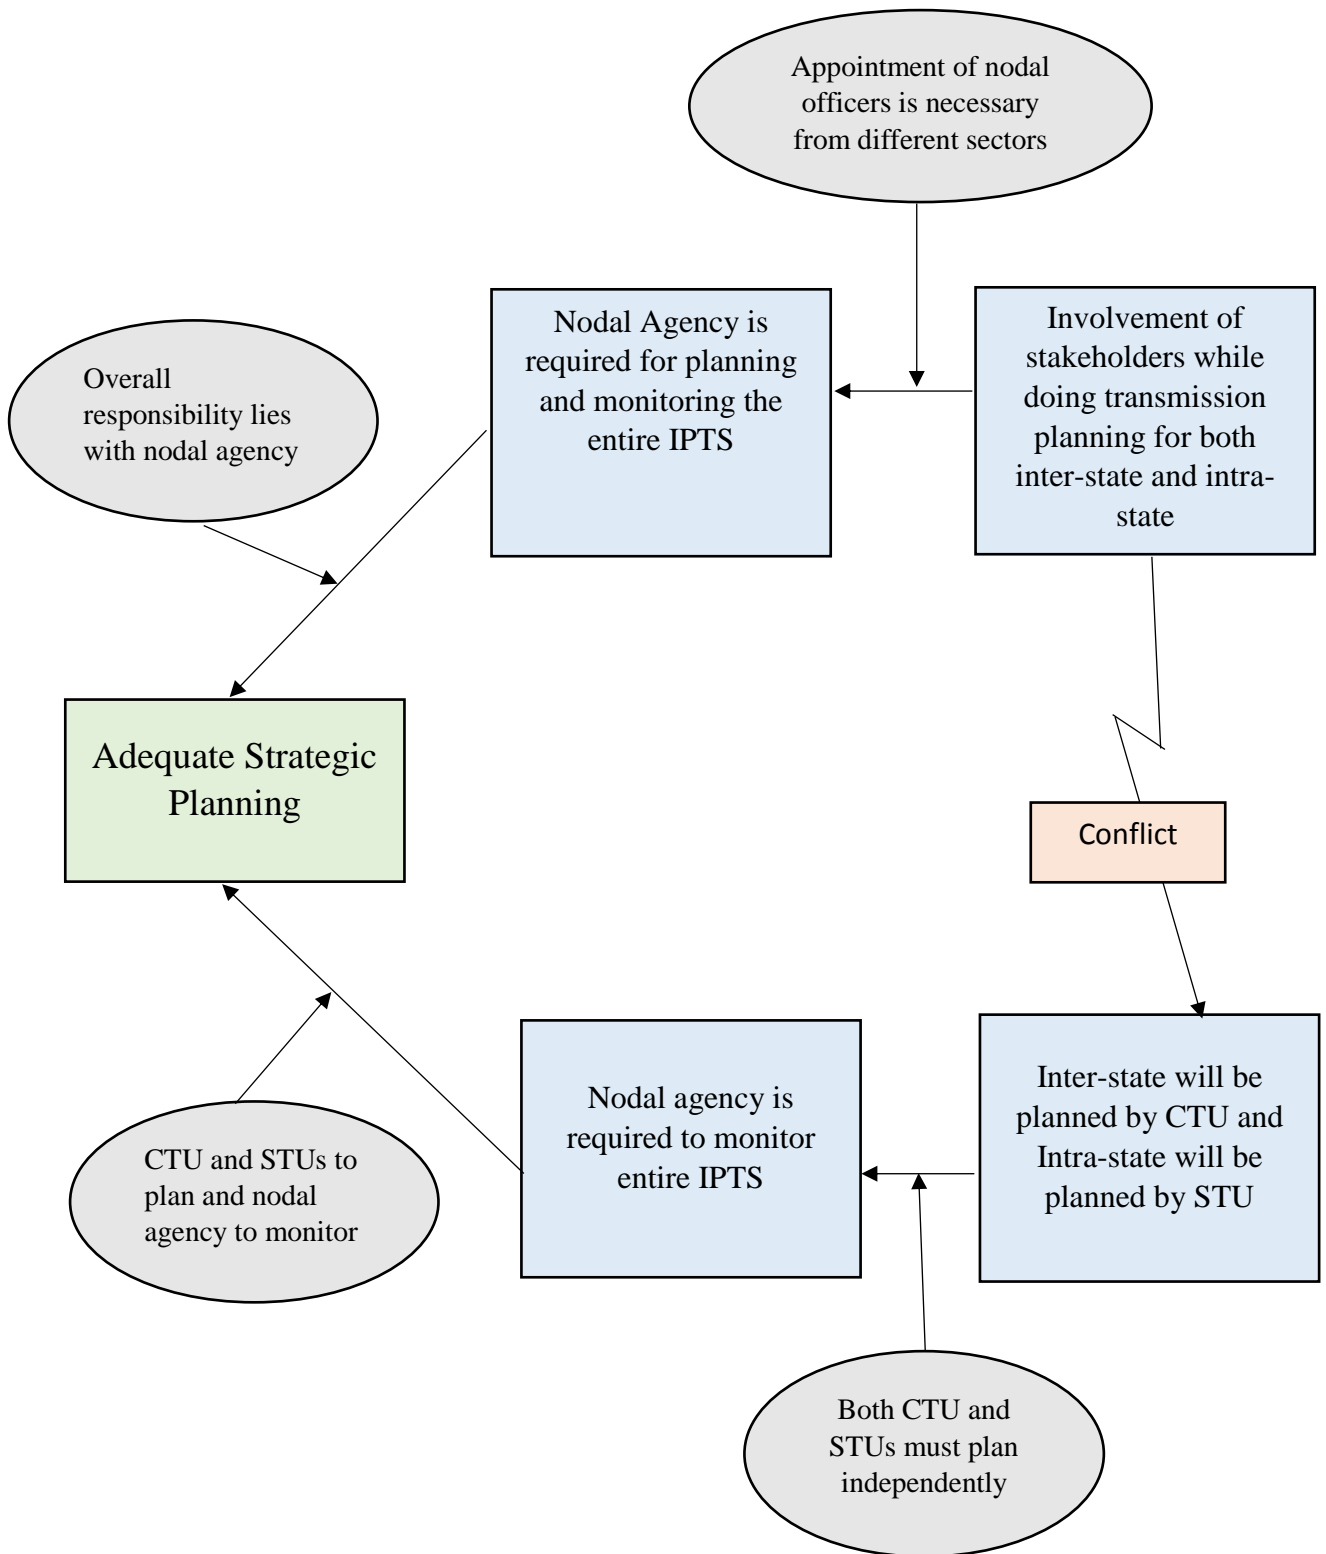 Appointment of nodal
officers is necessary
from different sectors
Nodal Agency is
required for planning
and monitoring the
entire IPTS
Involvement of
stakeholders while
doing transmission
planning for both
inter-state and intra-
state
Overall
responsibility lies
with nodal agency
Adequate Strategic
Planning
Conflict
Nodal agency is
required to monitor
entire IPTS
Inter-state will be
planned by CTU and
Intra-state will be
planned by STU
CTU and STUs to
plan and nodal
agency to monitor
Both CTU and
STUs must plan
independently